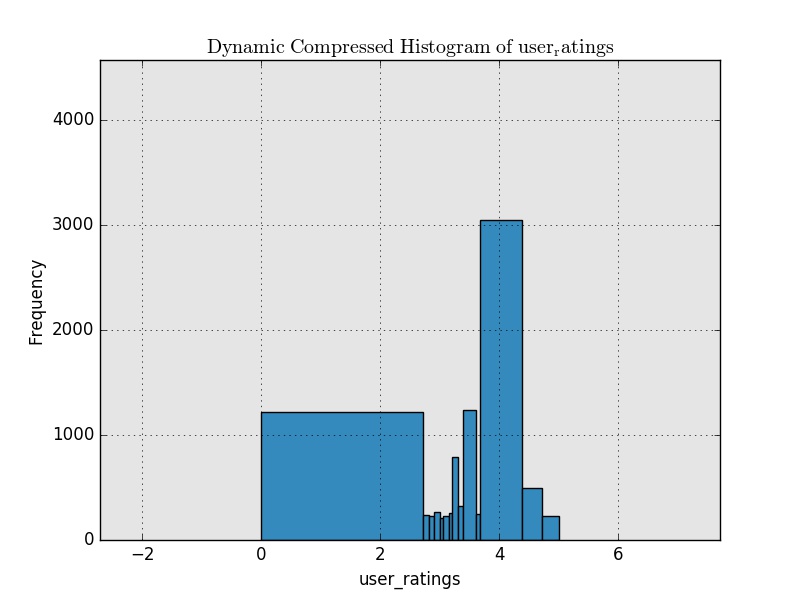 Dynamic Compressed Histogram of userᵣatings
4000
3000
2000
1000
0
Frequency
−2 0 2 4 6
user_ratings